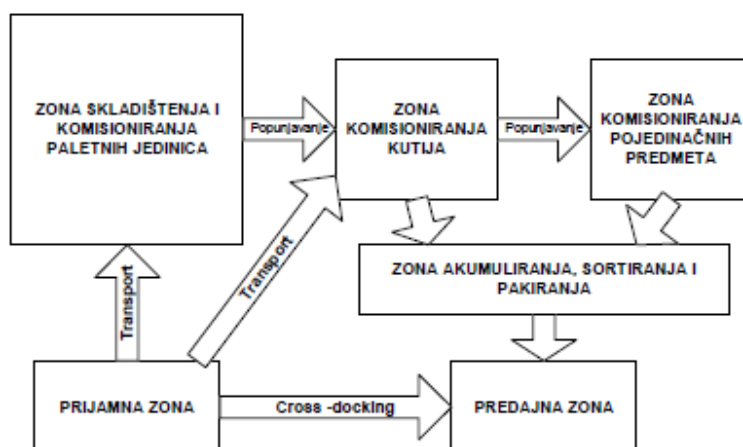 ZONA SKLADIŠTENJA I
KOMISIONIRANJA
PALETNIH JEDINICA
Popunjavanje
ZONA
KOMISIONIRANJA
KUTIJA
Popunjavanje
ZONA
KOMISIONIRANJA
POJEDINAČNIH
PREDMETA
Transport
Transport
ZONA AKUMULIRANJA, SORTIRANJA I
PAKIRANJA
PRIJAMNA ZONA
Cross -docking
PREDAJNA ZONA